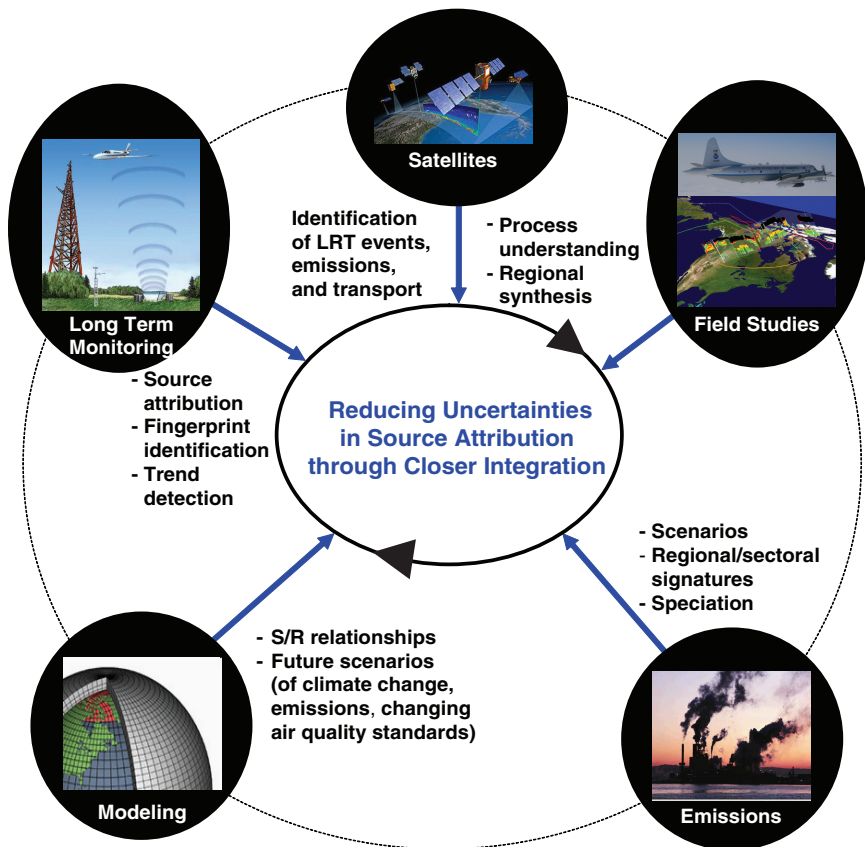 Satellites
Identification
of LRT events,
emissions,
and transport
- Process
understanding
- Regional
synthesis
Long Term
Monitoring
- Source
attribution
- Fingerprint
identification
- Trend
detection
Field Studies
Reducing Uncertainties
in Source Attribution
through Closer Integration
- Scenarios
- Regional/sectoral
signatures
- Speciation
- S/R relationships
- Future scenarios
(of climate change,
emissions, changing
air quality standards)
Modeling
Emissions